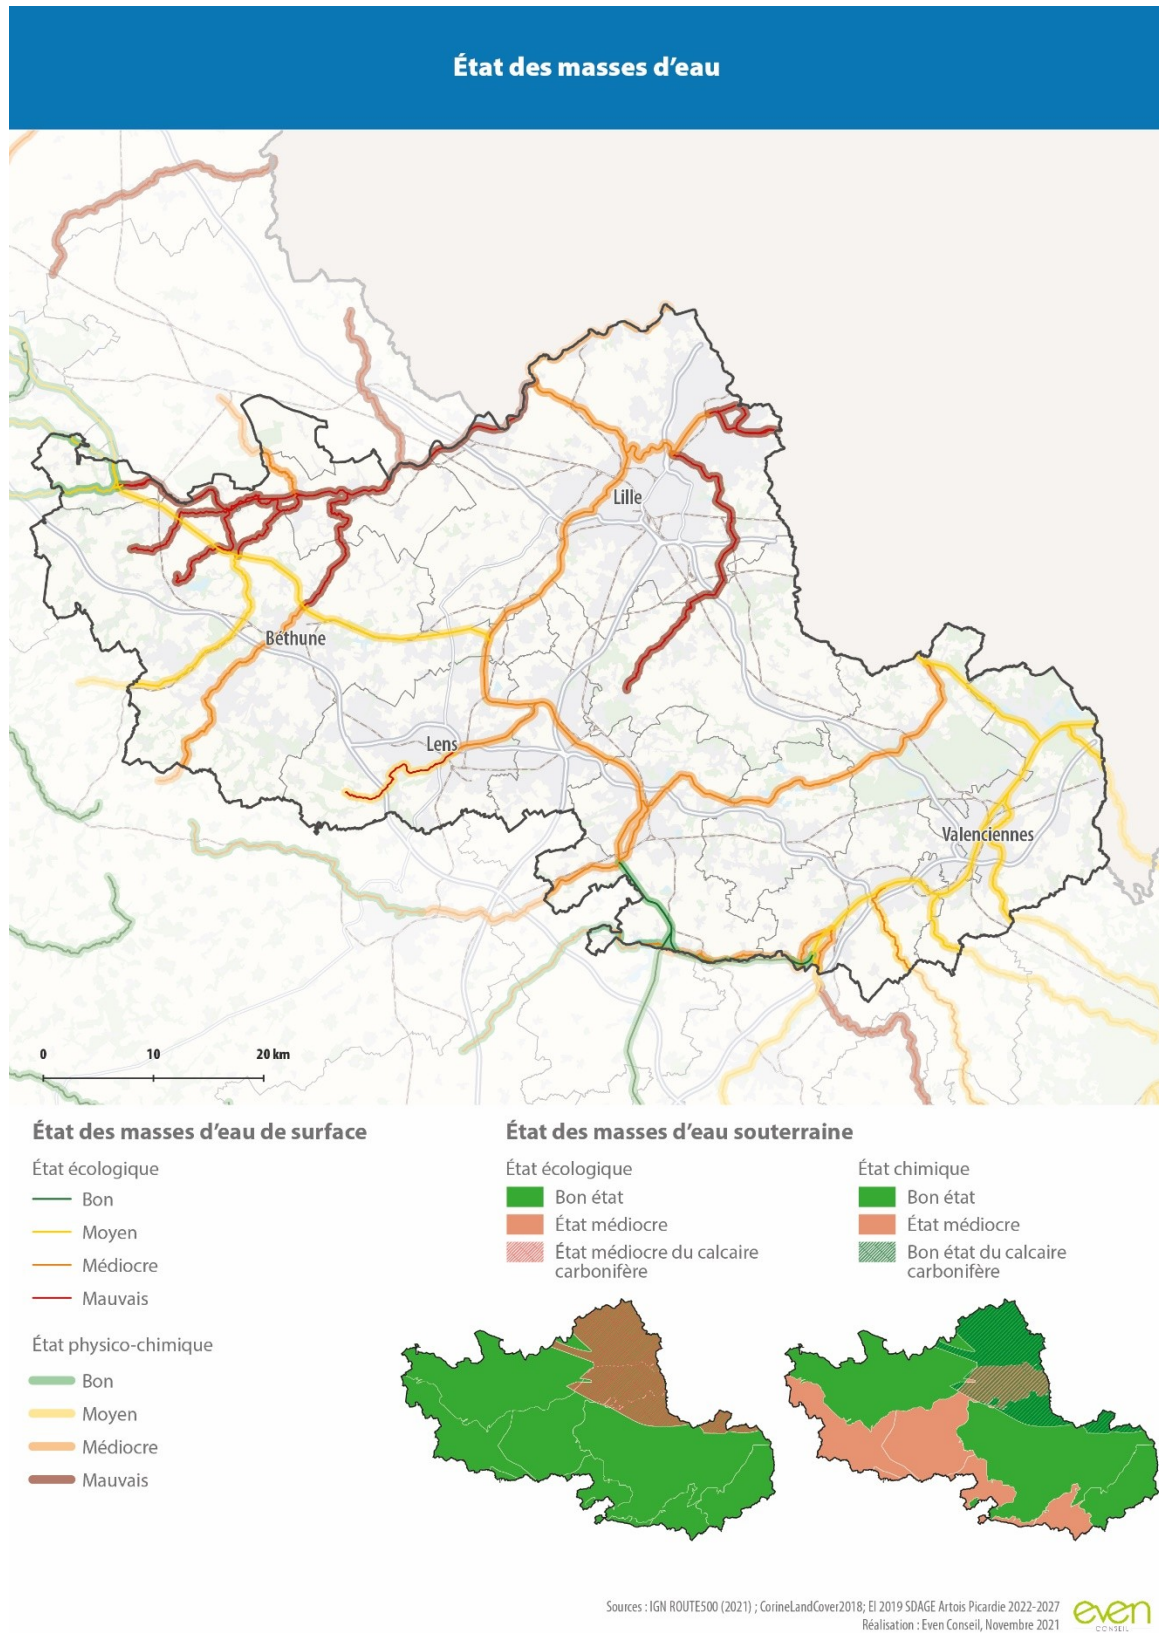 État des masses d'eau
Lille
Béthune
Lens
Valenciennes
0 10 20 km
État des masses d'eau de surface
État écologique
Bon
Moyen
Médiocre
Mauvais
État physico-chimique
Bon
Moyen
Médiocre
Mauvais
État des masses d'eau souterraine
État écologique
Bon état
État médiocre
État médiocre du calcaire
carbonifère
État chimique
Bon état
État médiocre
Bon état du calcaire
carbonifère
Sources : IGN ROUTE500 (2021) ; CorineLandCover2018; EI 2019 SDAGE Artois Picardie 2022-2027
Réalisation : Even Conseil, Novembre 2021
even
CONSEIL